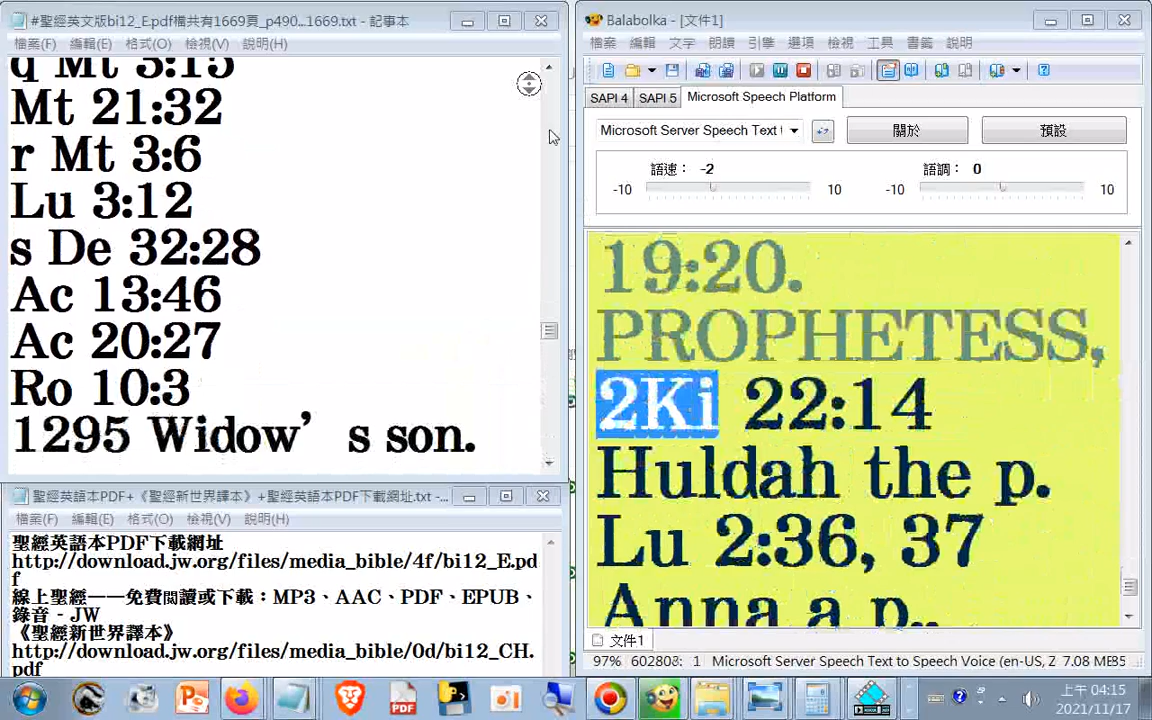 #聖經英文版bi12_E.pdf檔共有1669頁_p490...1669.txt - 記事本
檔案(F) 編輯(E) 格式(O) 檢視(V) 說明(H)
q Mt 3:15
Mt 21:32
r Mt 3:6
Lu 3:12
s De 32:28
Ac 13:46
Ac 20:27
Ro 10:3
1295 Widow’s son.
聖經英語本PDF+《聖經新世界譯本》+聖經英語本PDF下載網址.txt -...
檔案(F) 編輯(E) 格式(O) 檢視(V) 說明(H)
聖經英語本PDF下載網址
http://download.jw.org/files/media_bible/4f/bi12_E.pd
f
線上聖經——免費閱讀或下載：MP3、AAC、PDF、EPUB、
錄音 - JW
《聖經新世界譯本》
http://download.jw.org/files/media_bible/0d/bi12_CH.
pdf
Balabolka - [文件1]
檔案 編輯 文字 朗讀 引擎 選項 檢視 工具 書籤 說明
SAPI 4 SAPI 5 Microsoft Speech Platform
Microsoft Server Speech Text 關於 預設
語速： -2 語調： 0
-10 10 -10 10
19:20.
PROPHETESS,
2Ki 22:14
Huldah the p.
Lu 2:36, 37
Anna a p.,
文件1
97% 602808: 1 Microsoft Server Speech Text to Speech Voice (en-US, Z 7.08 MB
上午 04:15
2021/11/17